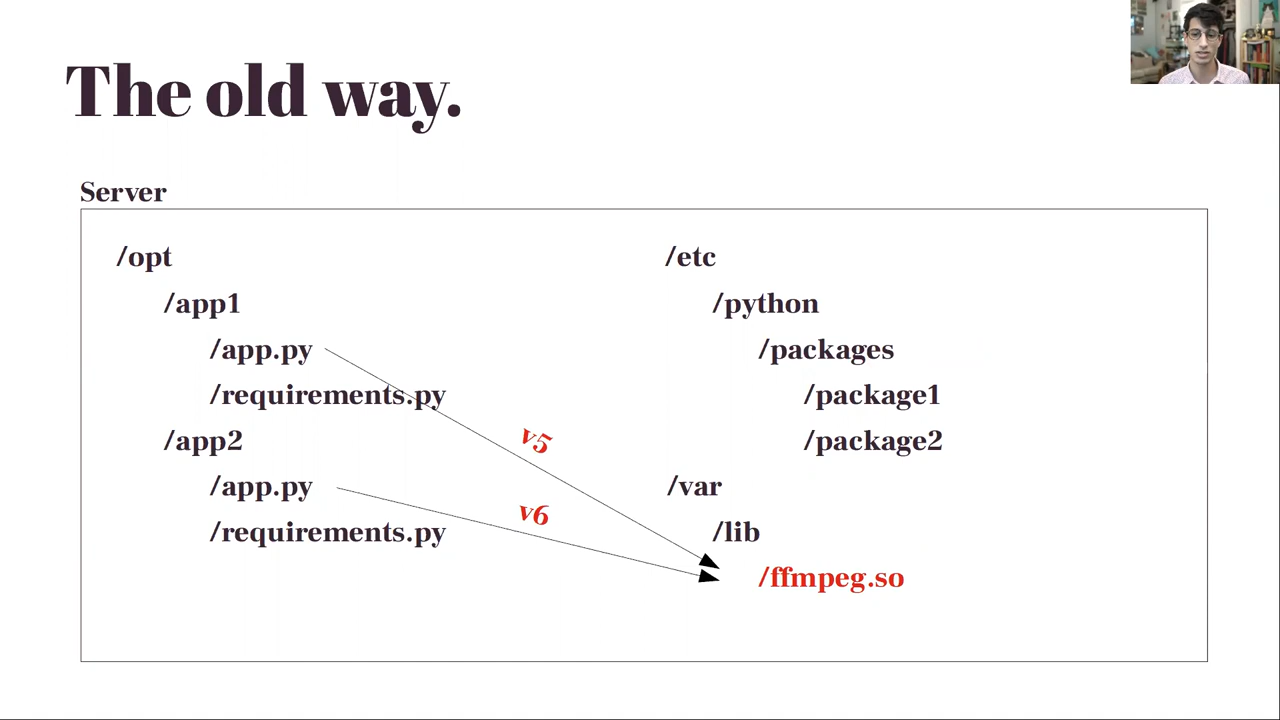 The old way.
Server
/opt
/app1
/app.py
/requirements.py
/app2
/app.py
/requirements.py
v5
v6
/etc
/python
/packages
/package1
/package2
/var
/lib
/ffmpeg.so